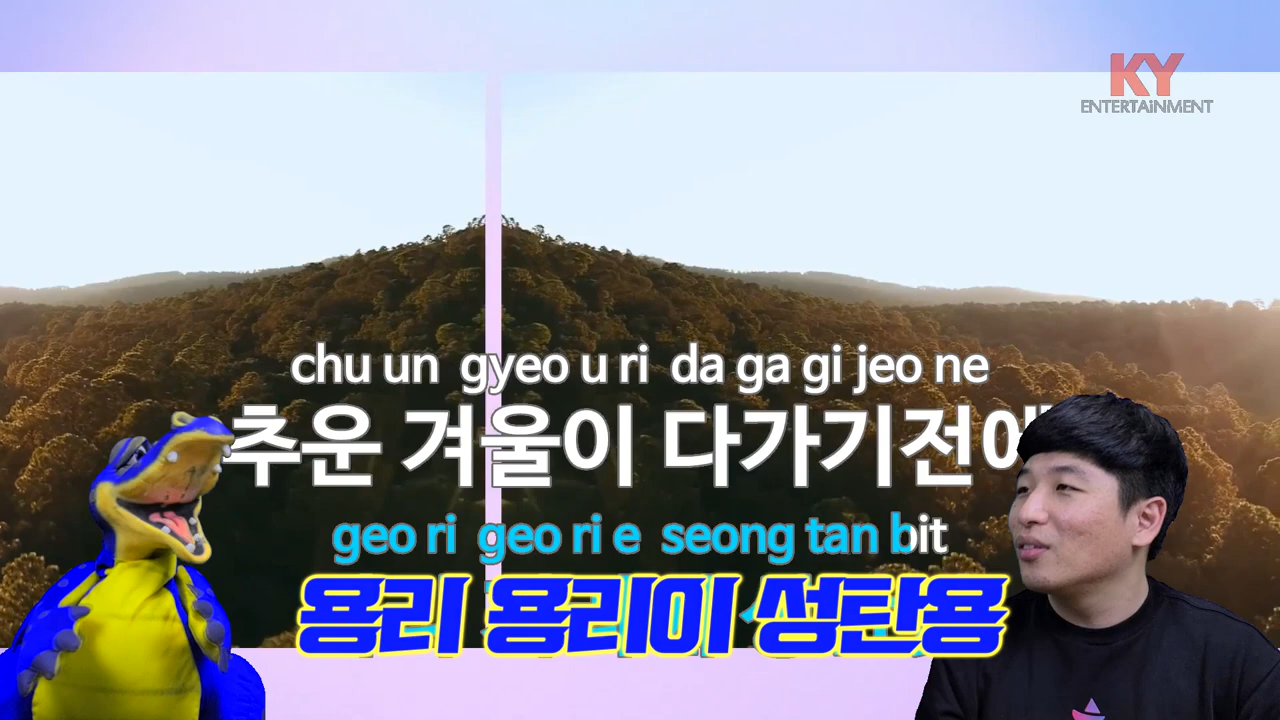 KY
ENTERTAiNMENT
chu un gyeo u ri da ga gi jeo ne
추운 겨울이 다가기전에
geo ri geo ri e seong tan bit
용리 용리이 성탄용